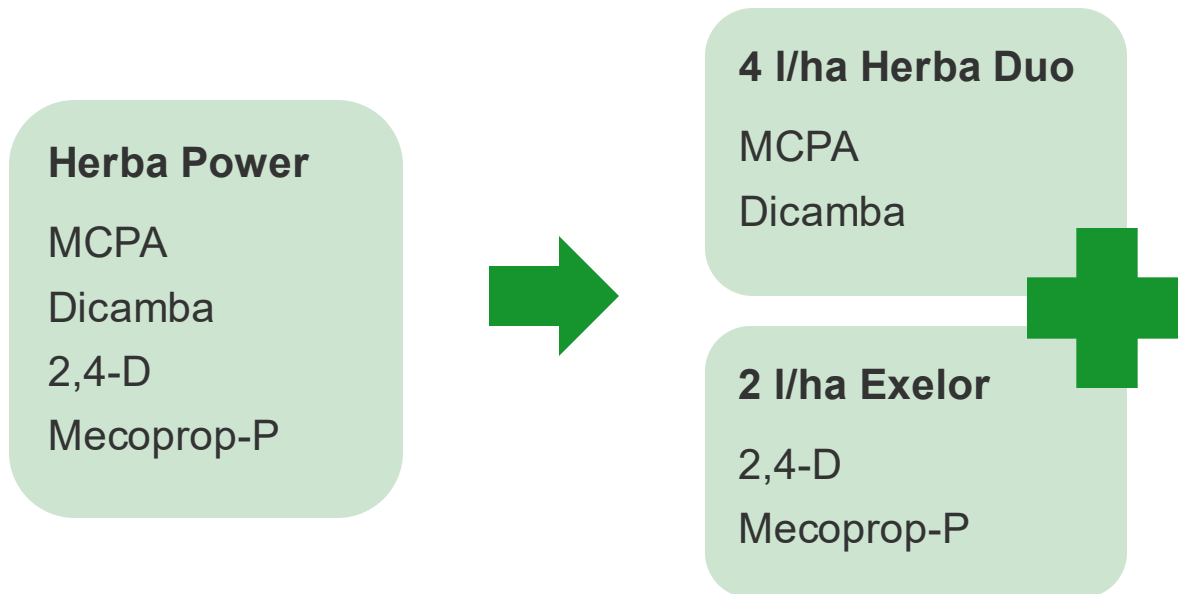 Herba Power
MCPA
Dicamba
2,4-D
Mecoprop-P
4 l/ha Herba Duo
MCPA
Dicamba
2 l/ha Exelor
2,4-D
Mecoprop-P